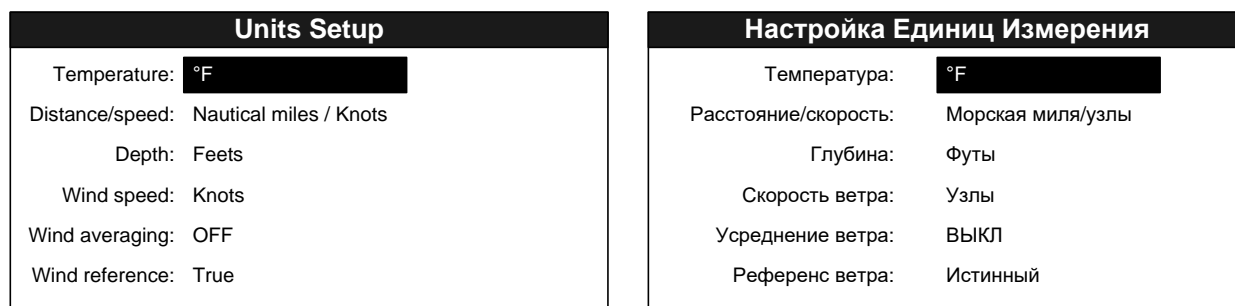 Units Setup
Temperature: °F
Distance/speed: Nautical miles / Knots
Depth: Feets
Wind speed: Knots
Wind averaging: OFF
Wind reference: True
Настройка Единиц Измерения
Температура: °F
Расстояние/скорость: Морская миля/узлы
Глубина: Футы
Скорость ветра: Узлы
Усреднение ветра: ВЫКЛ
Референс ветра: Истинный